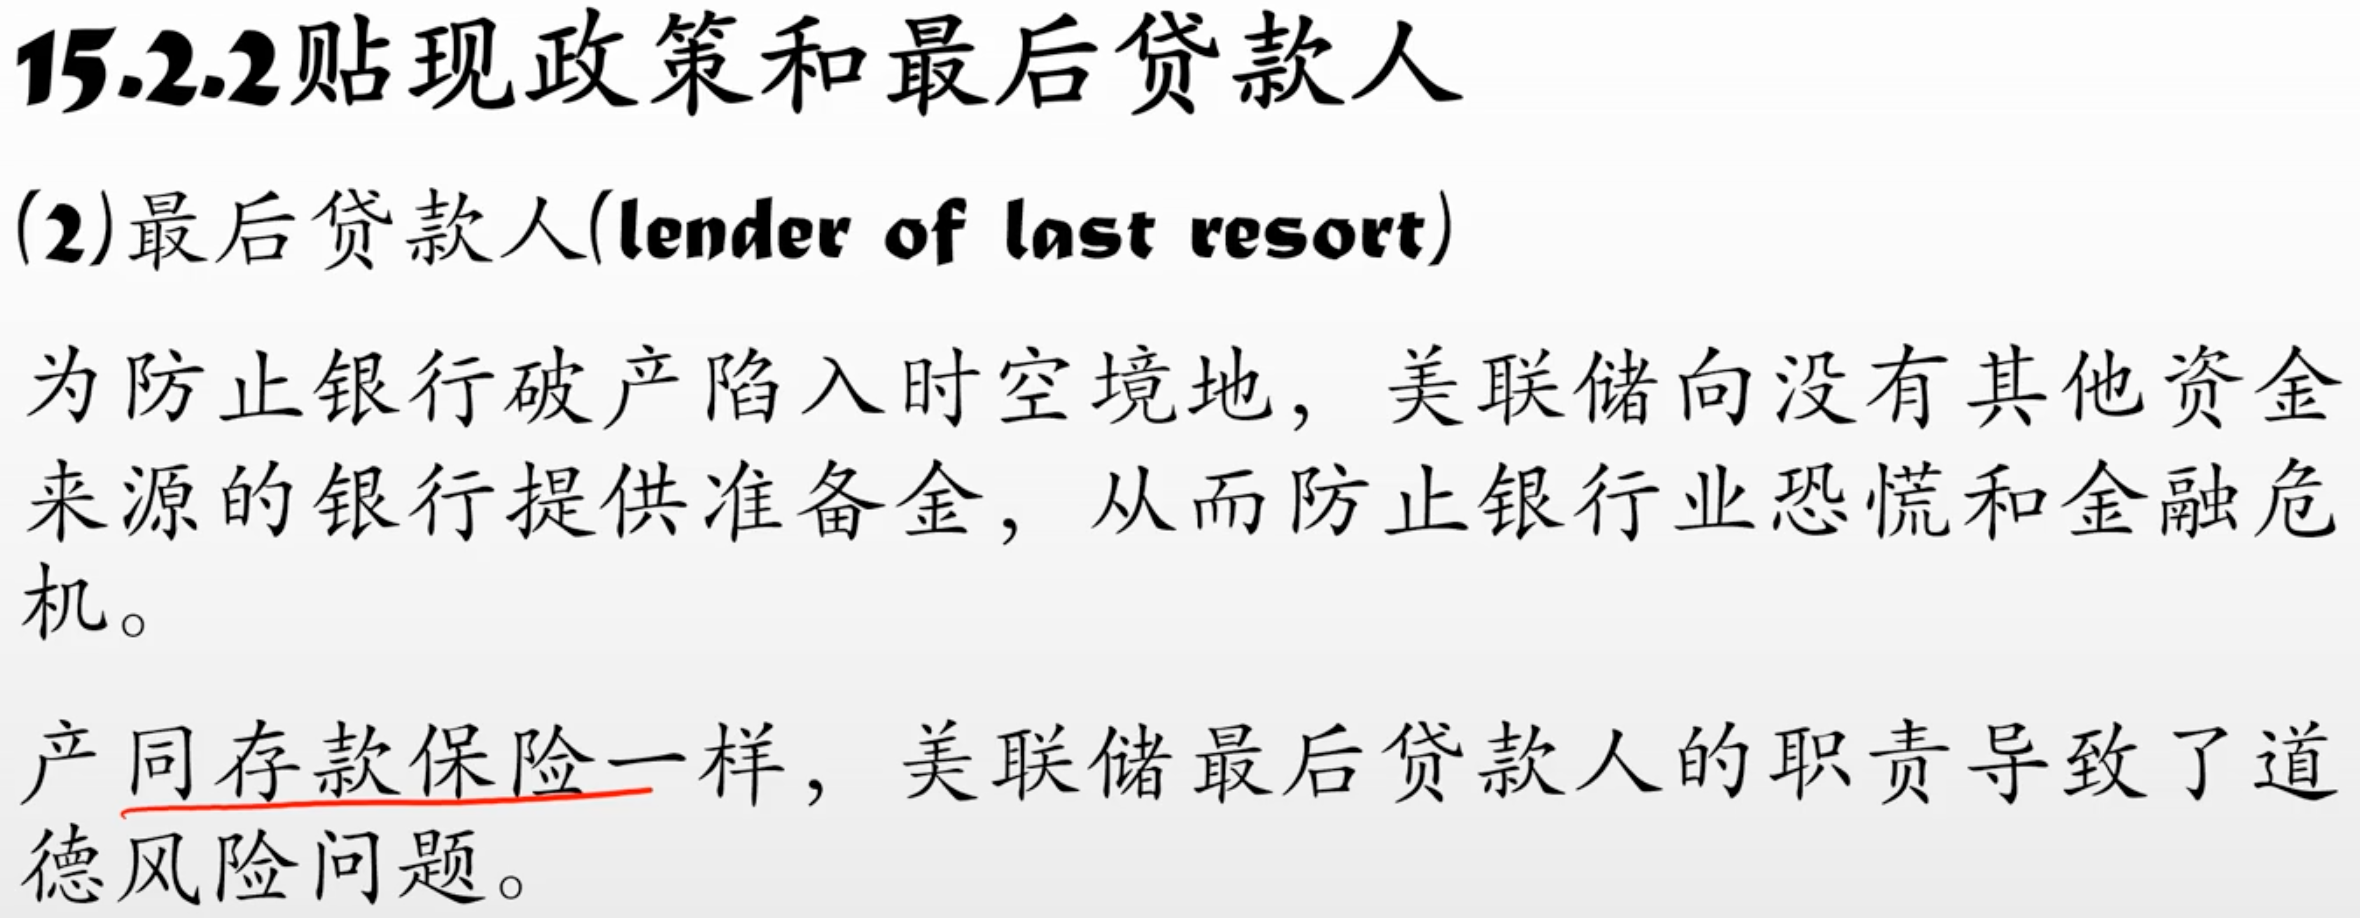 15.2.2贴现政策和最后贷款人
(2)最后贷款人(lender of last resort)
为防止银行破产陷入时空境地，美联储向没有其他资金
来源的银行提供准备金，从而防止银行业恐慌和金融危
机。
产同存款保险一样，美联储最后贷款人的职责导致了道
德风险问题。